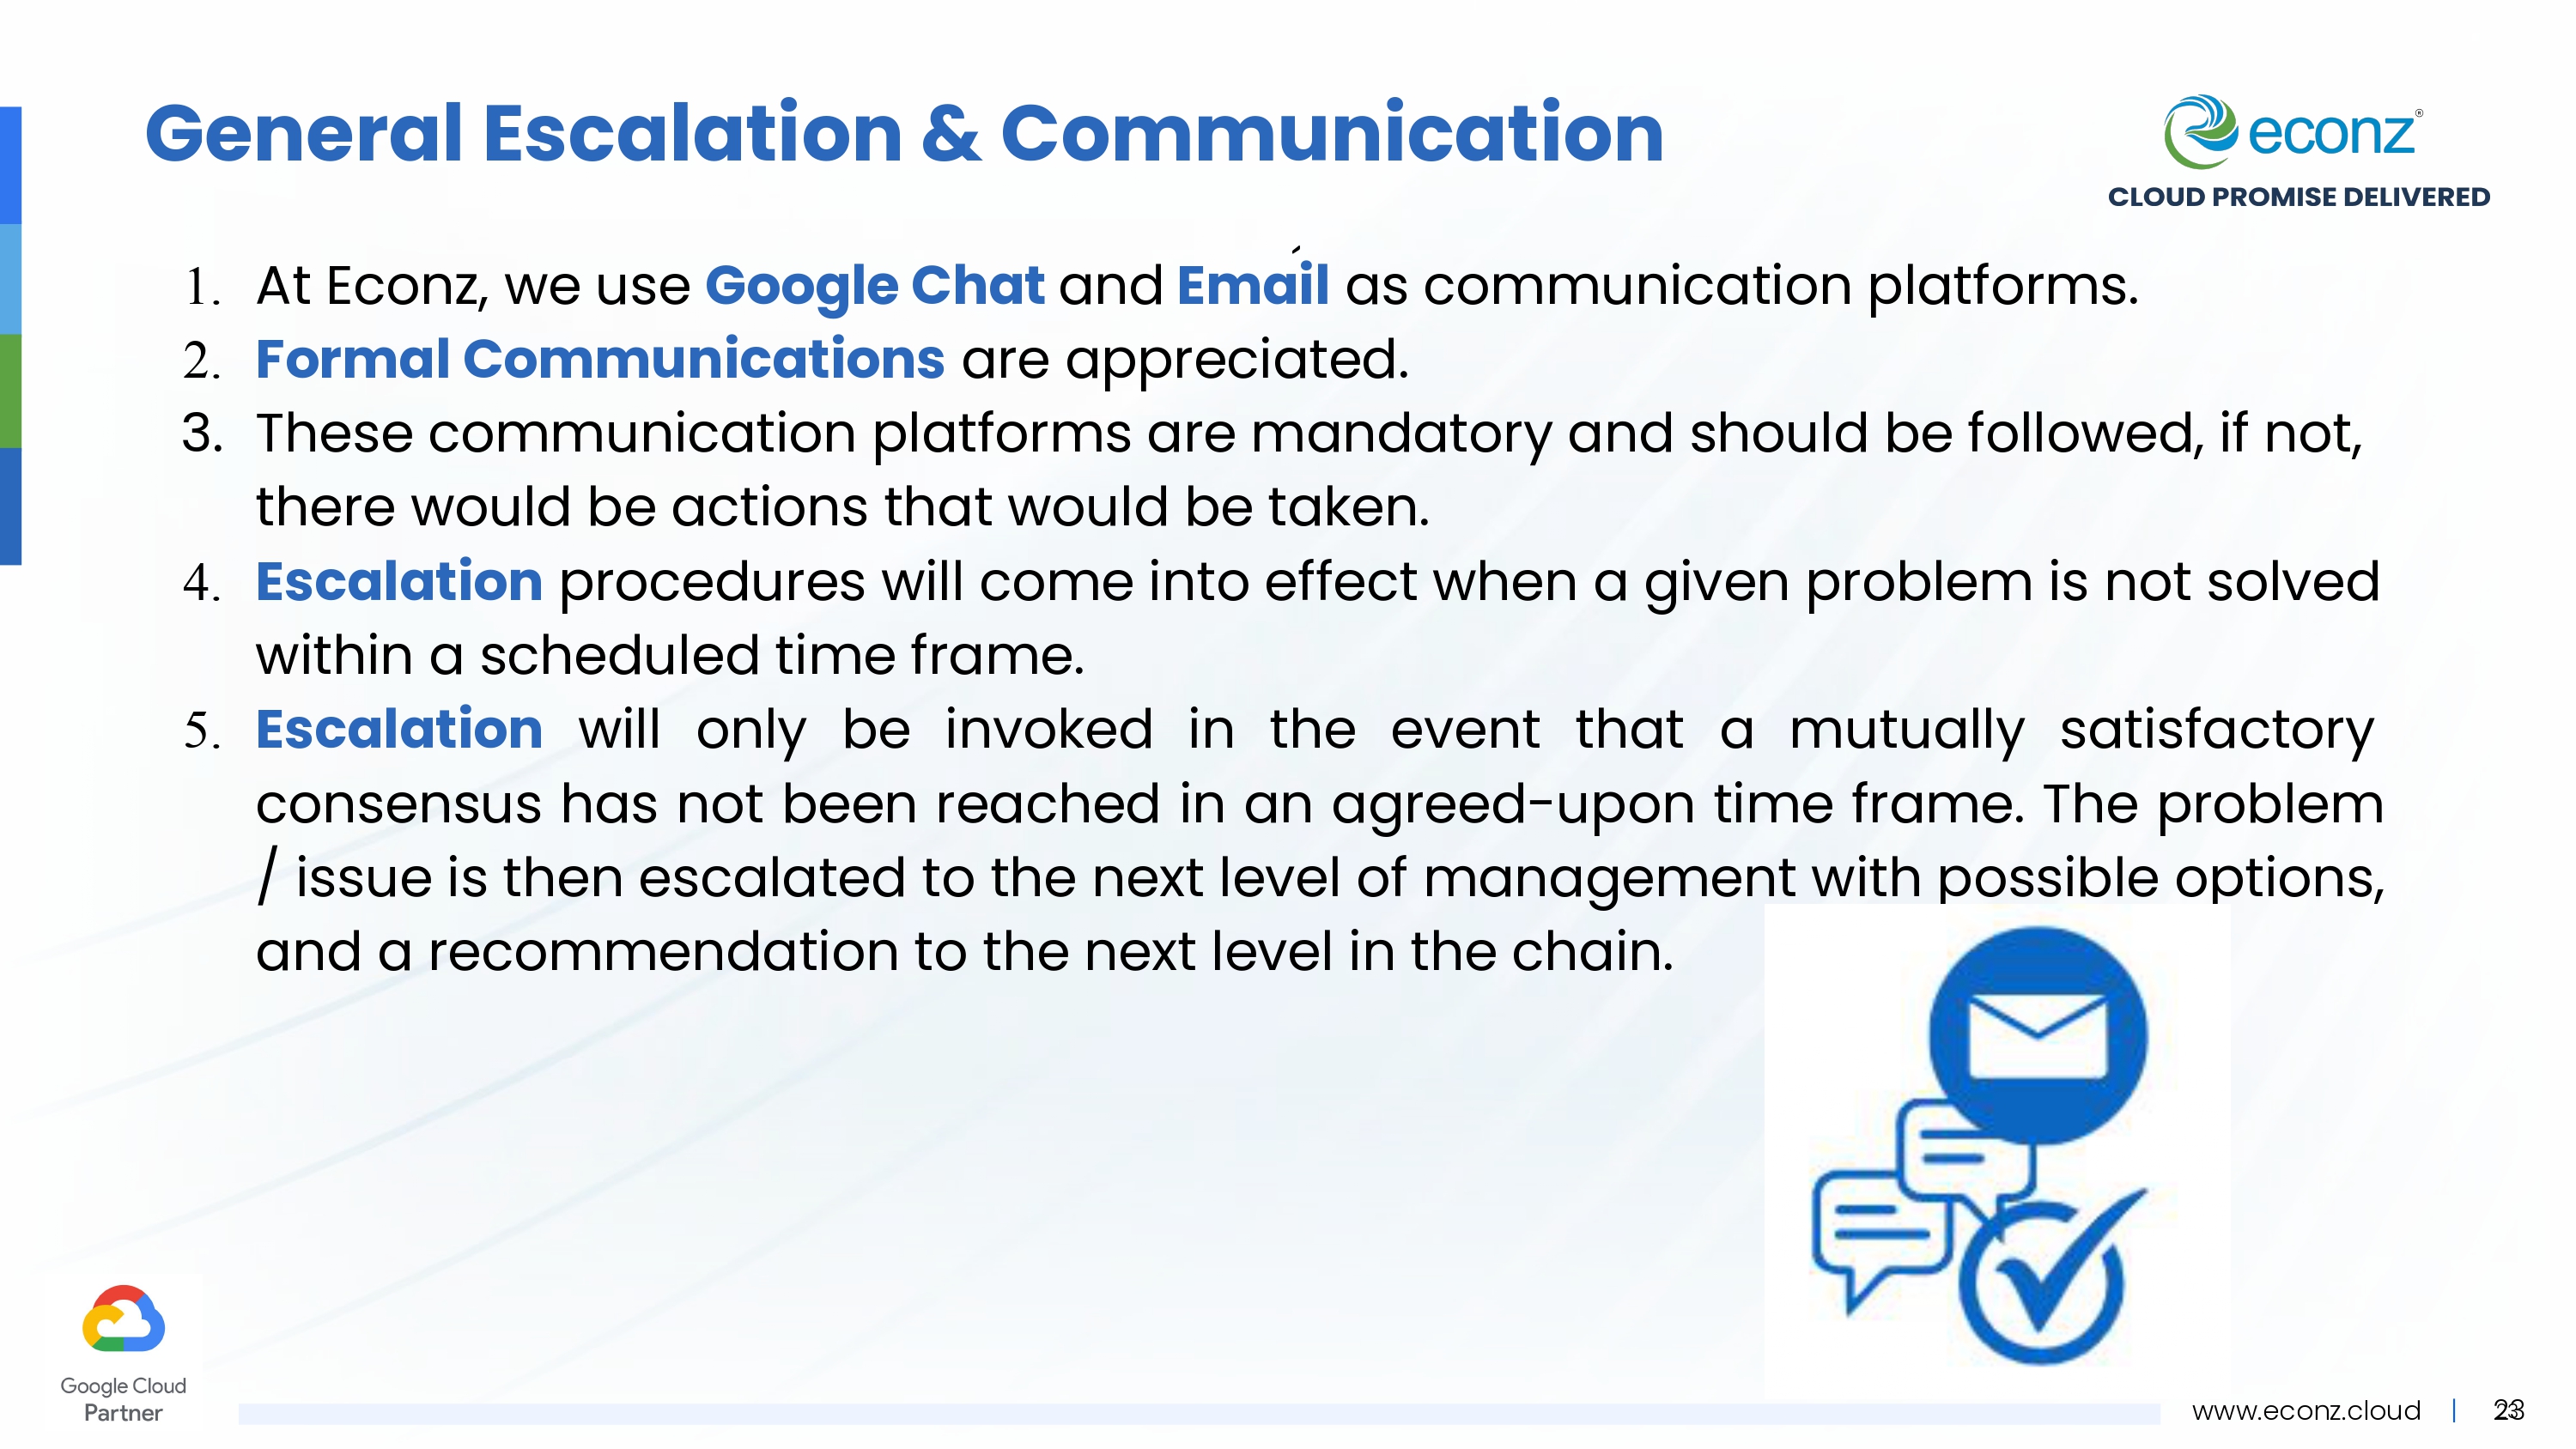 General Escalation & Communication
econz®
CLOUD PROMISE DELIVERED
1. At Econz, we use Google Chat and Email as communication platforms.
2. Formal Communications are appreciated.
3. These communication platforms are mandatory and should be followed, if not,
there would be actions that would be taken.
4. Escalation procedures will come into effect when a given problem is not solved
within a scheduled time frame.
5. Escalation will only be invoked in the event that a mutually satisfactory
consensus has not been reached in an agreed-upon time frame. The problem
/ issue is then escalated to the next level of management with possible options,
and a recommendation to the next level in the chain.
Google Cloud
Partner
www.econz.cloud | 23